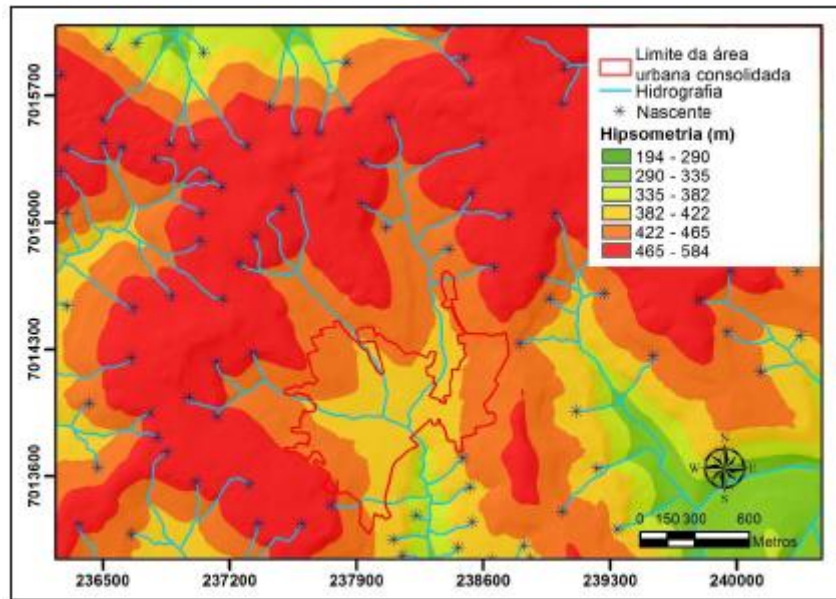 Limite da área
urbana consolidada
Hidrografia
Nascente
Hipsometria (m)
194 - 290
290 - 335
335 - 382
382 - 422
422 - 465
465 - 584
7015700
7015000
7014300
7013600
S
W E
S
0 150 300 600
Metros
236500 237200 237900 238600 239300 240000